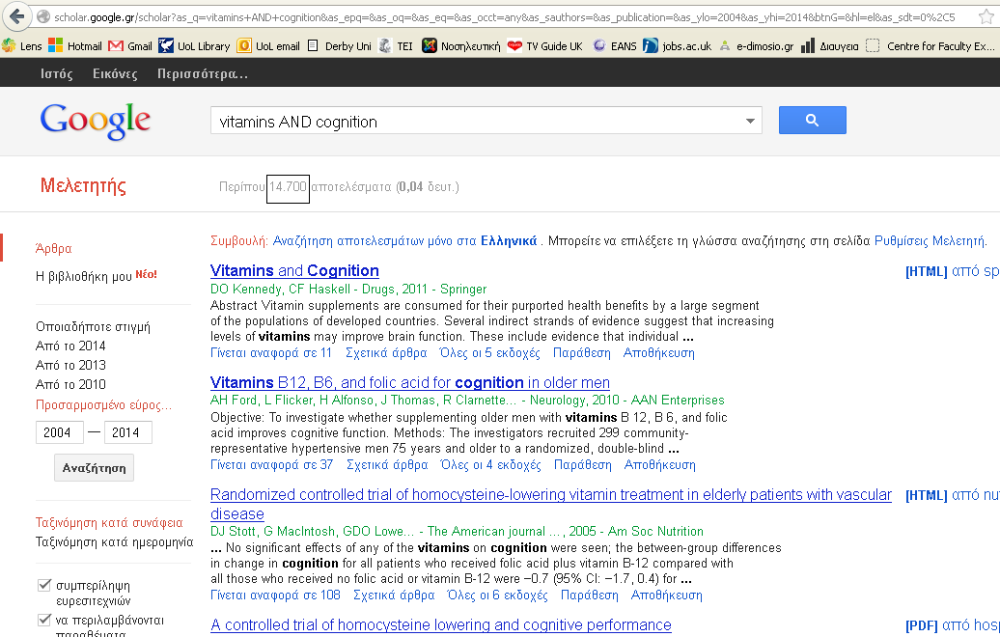 scholar.google.gr/scholar?as_q=vitamins+AND+cognition&as_epq=&as_oq=&as_eq=&as_occt=any&as_sauthors=&as_publication=&as_ylo=2004&as_yhi=2014&btnG=&hl=el&as_sdt=0%2C5
Lens Hotmail Gmail UoL Library UoL email Derby Uni TEI Νοσηλευτική TV Guide UK EANS jobs.ac.uk e-dimosio.gr Διαυγεια Centre for Faculty Ex...
Ιστός Εικόνες Περισσότερα…
Google vitamins AND cognition
Μελετητής Περίπου 14.700 αποτελέσματα (0,04 δευτ.)
Άρθρα
Η βιβλιοθήκη μου Νέο!
Οποιαδήποτε στιγμή
Από το 2014
Από το 2013
Από το 2010
Προσαρμοσμένο εύρος...
2004 — 2014
Αναζήτηση
Ταξινόμηση κατά συνάφεια
Ταξινόμηση κατά ημερομηνία
συμπερίληψη
ευρεσιτεχνιών
να περιλαμβάνονται
παραθέματα
Συμβουλή: Αναζήτηση αποτελεσμάτων μόνο στα Ελληνικά . Μπορείτε να επιλέξετε τη γλώσσα αναζήτησης στη σελίδα Ρυθμίσεις Μελετητή.
Vitamins and Cognition [HTML] από sp
DO Kennedy, CF Haskell - Drugs, 2011 - Springer
Abstract Vitamin supplements are consumed for their purported health benefits by a large segment
of the populations of developed countries. Several indirect strands of evidence suggest that increasing
levels of vitamins may improve brain function. These include evidence that individual ...
Γίνεται αναφορά σε 11 Σχετικά άρθρα Όλες οι 5 εκδοχές Παράθεση Αποθήκευση
Vitamins B12, B6, and folic acid for cognition in older men
AH Ford, L Flicker, H Alfonso, J Thomas, R Clarnette... - Neurology, 2010 - AAN Enterprises
Objective: To investigate whether supplementing older men with vitamins B 12, B 6, and folic
acid improves cognitive function. Methods: The investigators recruited 299 community-
representative hypertensive men 75 years and older to a randomized, double-blind ...
Γίνεται αναφορά σε 37 Σχετικά άρθρα Όλες οι 4 εκδοχές Παράθεση Αποθήκευση
Randomized controlled trial of homocysteine-lowering vitamin treatment in elderly patients with vascular [HTML] από nu
disease
DJ Stott, G MacIntosh, GDO Lowe... - The American journal ..., 2005 - Am Soc Nutrition
... No significant effects of any of the vitamins on cognition were seen; the between-group differences
in change in cognition for all patients who received folic acid plus vitamin B-12 compared with
all those who received no folic acid or vitamin B-12 were −0.7 (95% CI: −1.7, 0.4) for ...
Γίνεται αναφορά σε 108 Σχετικά άρθρα Όλες οι 6 εκδοχές Παράθεση Αποθήκευση
A controlled trial of homocysteine lowering and cognitive performance [PDF] από hos